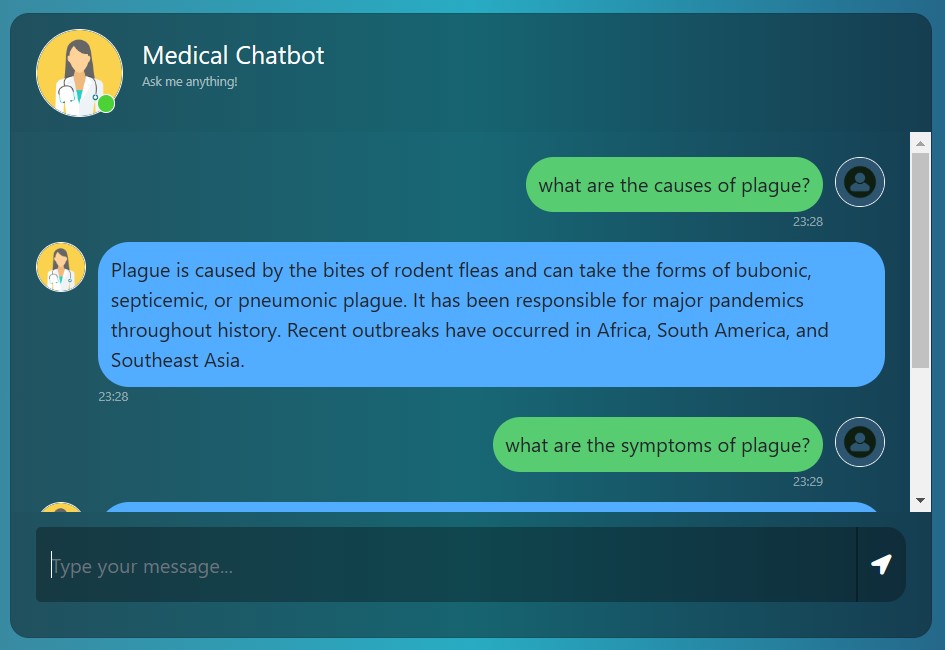 Medical Chatbot
Ask me anything!
what are the causes of plague?
23:28
Plague is caused by the bites of rodent fleas and can take the forms of bubonic,
septicemic, or pneumonic plague. It has been responsible for major pandemics
throughout history. Recent outbreaks have occurred in Africa, South America, and
Southeast Asia.
23:28
what are the symptoms of plague?
23:29
Type your message...